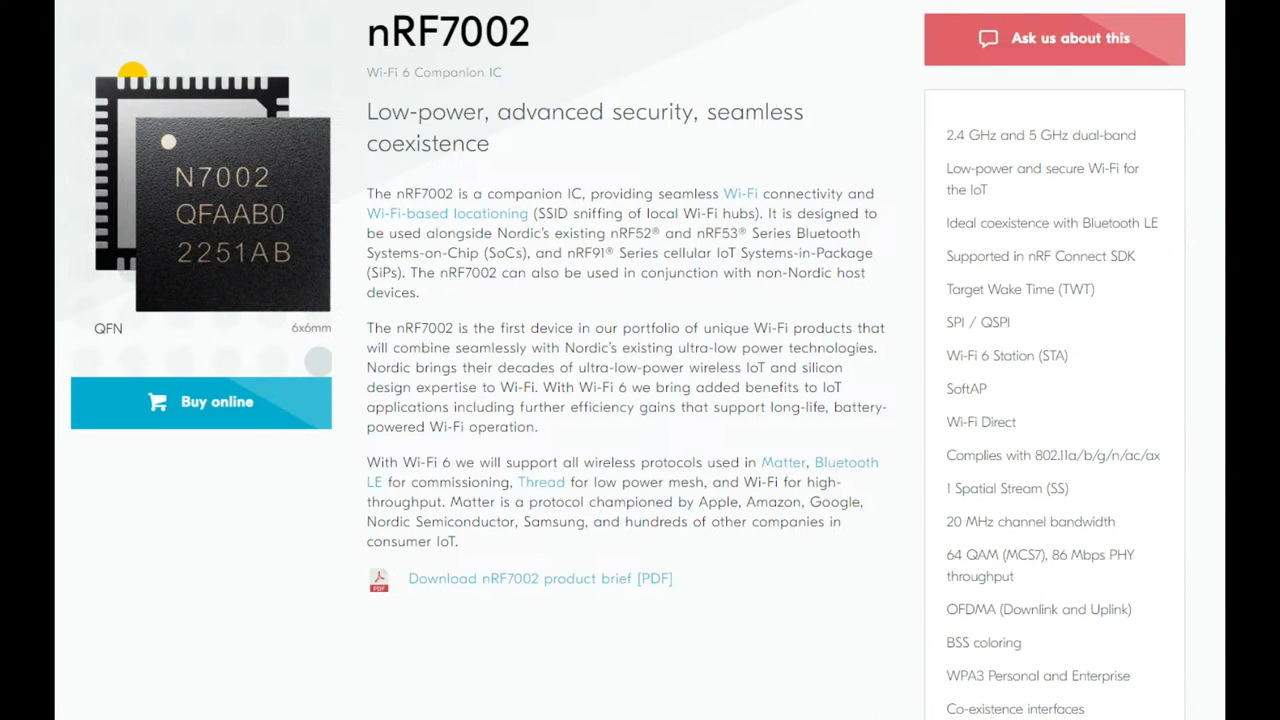 nRF7002
Wi-Fi 6 Companion IC
Low-power, advanced security, seamless
coexistence
The nRF7002 is a companion IC, providing seamless Wi-Fi connectivity and
Wi-Fi-based locationing (SSID sniffing of local Wi-Fi hubs). It is designed to
be used alongside Nordic's existing nRF52® and nRF53® Series Bluetooth
Systems-on-Chip (SoCs), and nRF91® Series cellular IoT Systems-in-Package
(SiPs). The nRF7002 can also be used in conjunction with non-Nordic host
devices.
The nRF7002 is the first device in our portfolio of unique Wi-Fi products that
will combine seamlessly with Nordic's existing ultra-low power technologies.
Nordic brings their decades of ultra-low-power wireless IoT and silicon
design expertise to Wi-Fi. With Wi-Fi 6 we bring added benefits to IoT
applications including further efficiency gains that support long-life, battery-
powered Wi-Fi operation.
With Wi-Fi 6 we will support all wireless protocols used in Matter, Bluetooth
LE for commissioning, Thread for low power mesh, and Wi-Fi for high-
throughput. Matter is a protocol championed by Apple, Amazon, Google,
Nordic Semiconductor, Samsung, and hundreds of other companies in
consumer IoT.
PDF
Download nRF7002 product brief [PDF]
N7002
QFAAB0
2251AB
QFN
6x6mm
Buy online
Ask us about this
2.4 GHz and 5 GHz dual-band
Low-power and secure Wi-Fi for
the IoT
Ideal coexistence with Bluetooth LE
Supported in nRF Connect SDK
Target Wake Time (TWT)
SPI / QSPI
Wi-Fi 6 Station (STA)
SoftAP
Wi-Fi Direct
Complies with 802.11a/b/g/n/ac/ax
1 Spatial Stream (SS)
20 MHz channel bandwidth
64 QAM (MCS7), 86 Mbps PHY
throughput
OFDMA (Downlink and Uplink)
BSS coloring
WPA3 Personal and Enterprise
Co-existence interfaces